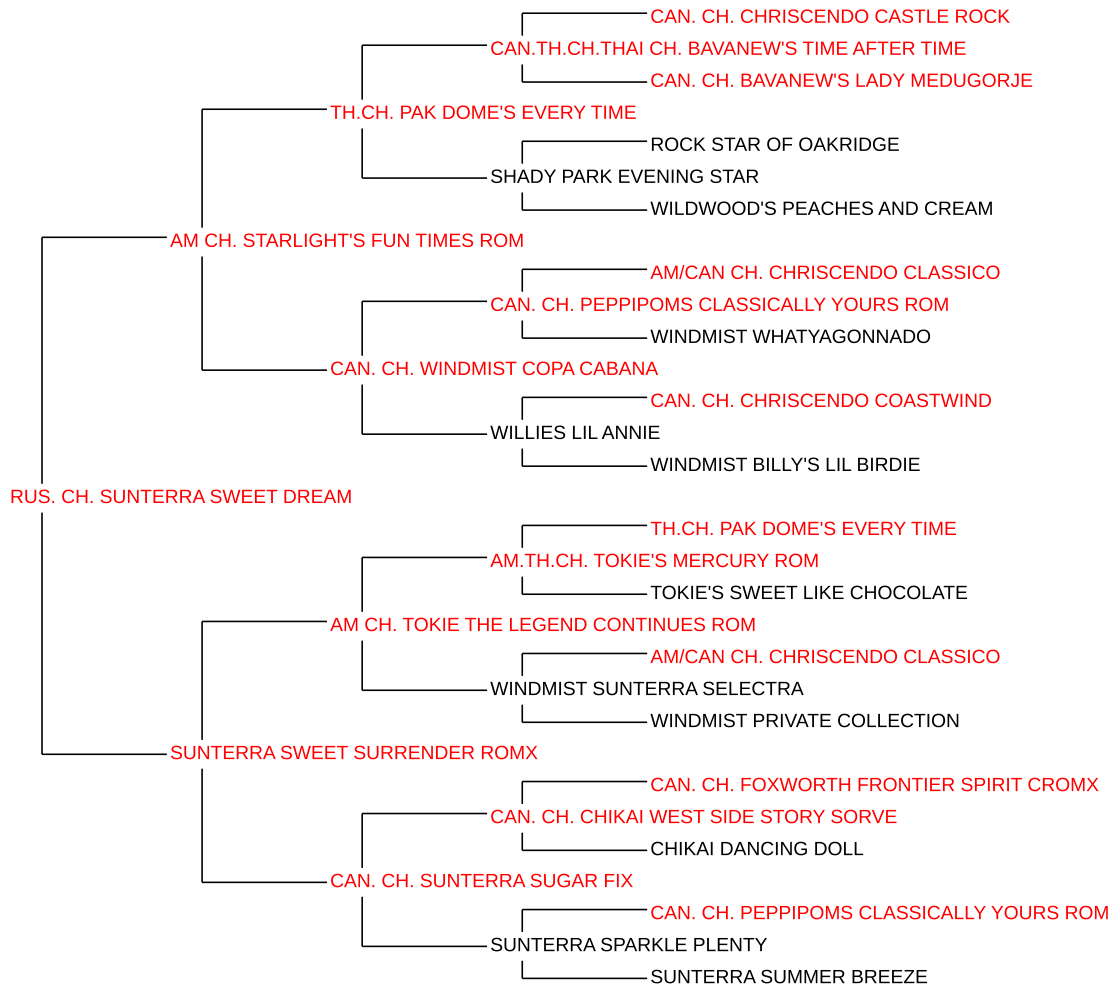 CAN. CH. CHRISCENDO CASTLE ROCK
CAN.TH.CH.THAI CH. BAVANEW'S TIME AFTER TIME
CAN. CH. BAVANEW'S LADY MEDUGORJE
TH.CH. PAK DOME'S EVERY TIME
ROCK STAR OF OAKRIDGE
SHADY PARK EVENING STAR
WILDWOOD'S PEACHES AND CREAM
AM CH. STARLIGHT'S FUN TIMES ROM
AM/CAN CH. CHRISCENDO CLASSICO
CAN. CH. PEPPIPOMS CLASSICALLY YOURS ROM
WINDMIST WHATYAGONNADO
CAN. CH. WINDMIST COPA CABANA
CAN. CH. CHRISCENDO COASTWIND
WILLIES LIL ANNIE
WINDMIST BILLY'S LIL BIRDIE
RUS. CH. SUNTERRA SWEET DREAM
TH.CH. PAK DOME'S EVERY TIME
AM.TH.CH. TOKIE'S MERCURY ROM
TOKIE'S SWEET LIKE CHOCOLATE
AM CH. TOKIE THE LEGEND CONTINUES ROM
AM/CAN CH. CHRISCENDO CLASSICO
WINDMIST SUNTERRA SELECTRA
WINDMIST PRIVATE COLLECTION
SUNTERRA SWEET SURRENDER ROMX
CAN. CH. FOXWORTH FRONTIER SPIRIT CROMX
CAN. CH. CHIKAI WEST SIDE STORY SORVE
CHIKAI DANCING DOLL
CAN. CH. SUNTERRA SUGAR FIX
CAN. CH. PEPPIPOMS CLASSICALLY YOURS ROM
SUNTERRA SPARKLE PLENTY
SUNTERRA SUMMER BREEZE